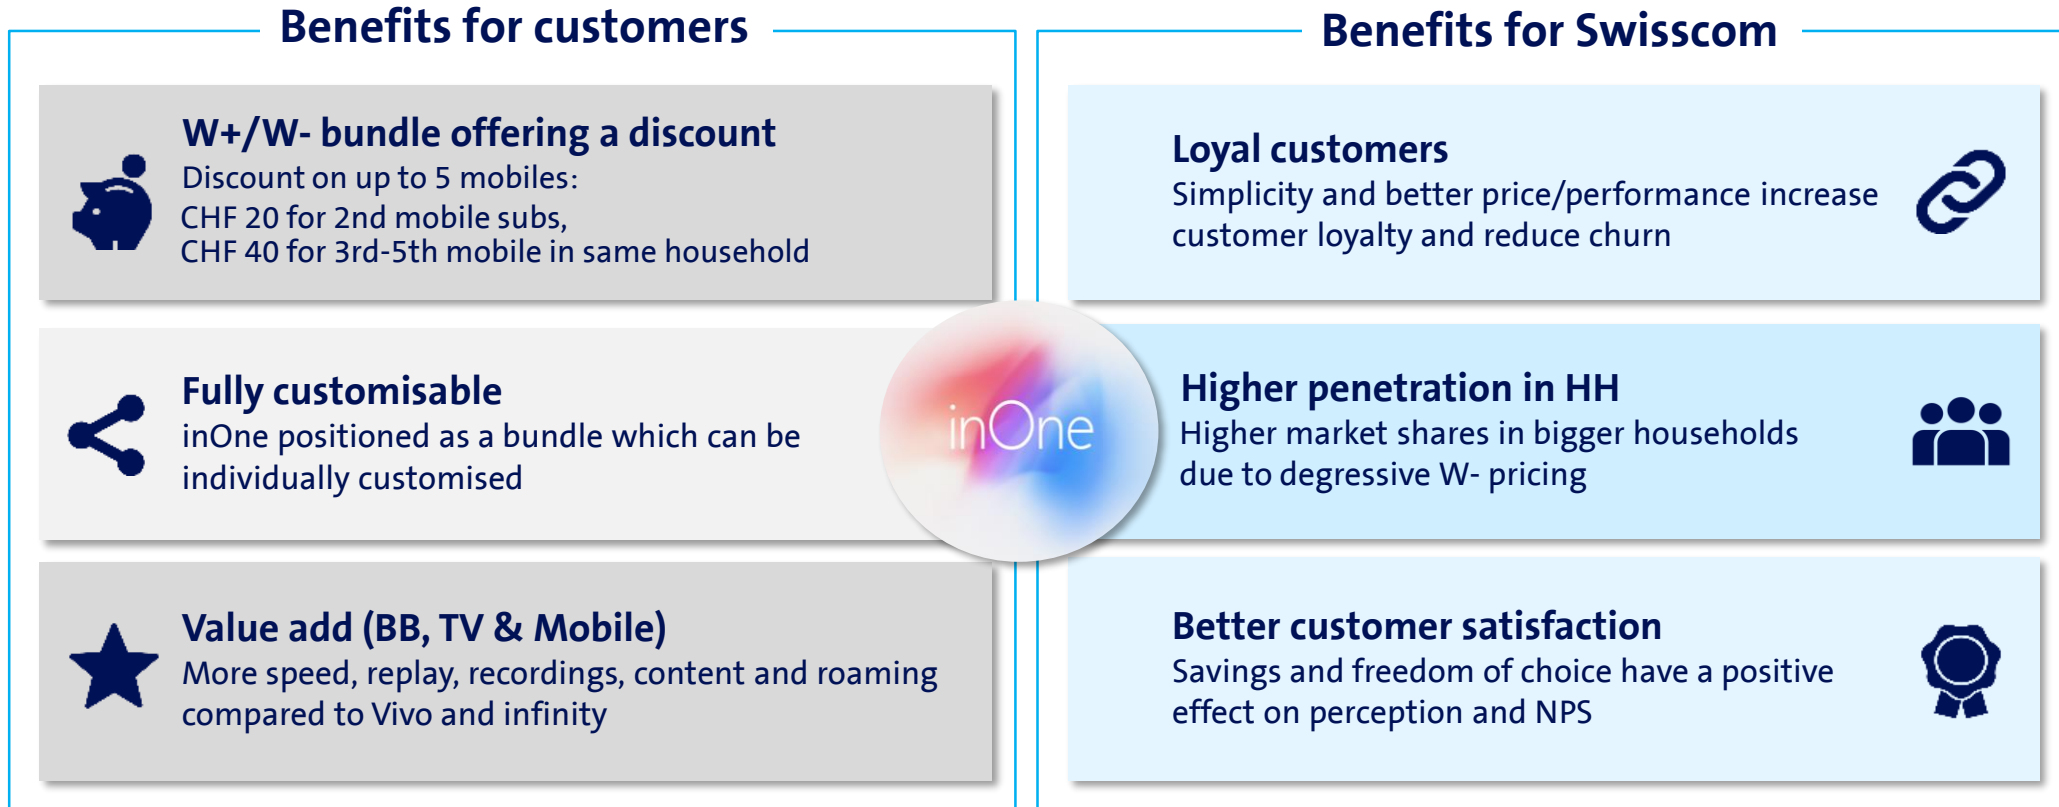 Benefits for customers
W+/W- bundle offering a discount
Discount on up to 5 mobiles:
CHF 20 for 2nd mobile subs,
CHF 40 for 3rd-5th mobile in same household
Fully customisable
inOne positioned as a bundle which can be
individually customised
Value add (BB, TV & Mobile)
More speed, replay, recordings, content and roaming
compared to Vivo and infinity
inOne
Benefits for Swisscom
Loyal customers
Simplicity and better price/performance increase
customer loyalty and reduce churn
Higher penetration in HH
Higher market shares in bigger households
due to degressive W- pricing
Better customer satisfaction
Savings and freedom of choice have a positive
effect on perception and NPS